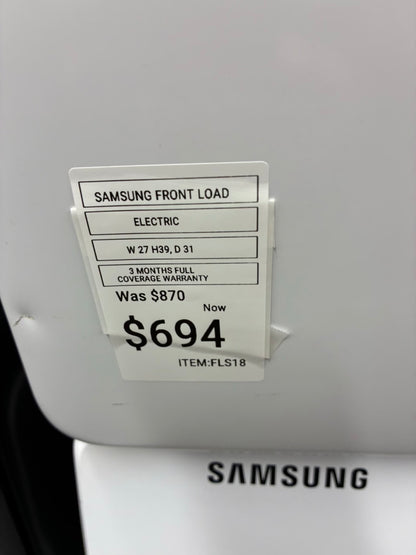 SAMSUNG FRONT LOAD
ELECTRIC
W 27 H39, D 31
3 MONTHS FULL
COVERAGE WARRANTY
Was $870
Now
$694
ITEM:FLS18
SAMSUNG